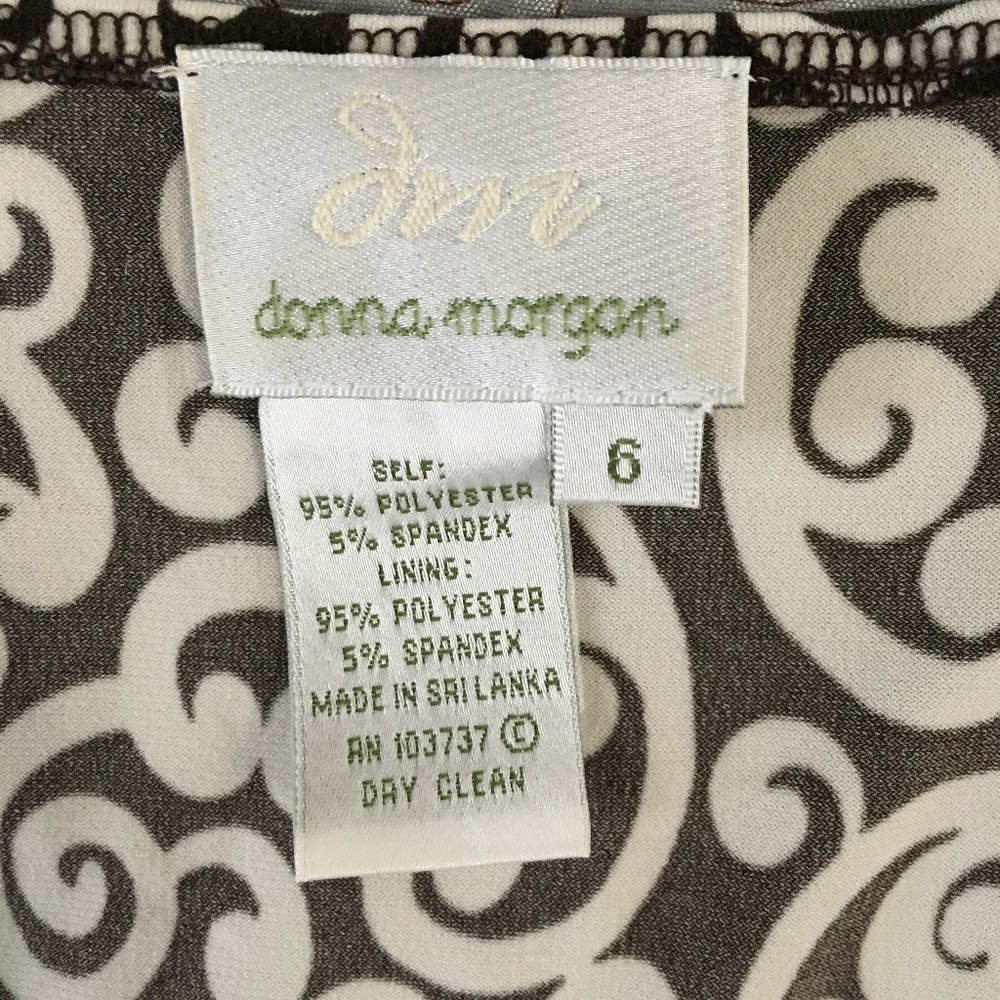 dm
donna morgan
6
SELF:
95% POLYESTER
5% SPANDEX
LINING:
95% POLYESTER
5% SPANDEX
MADE IN SRI LANKA
RN 103737 Ⓔ
DRY CLEAN